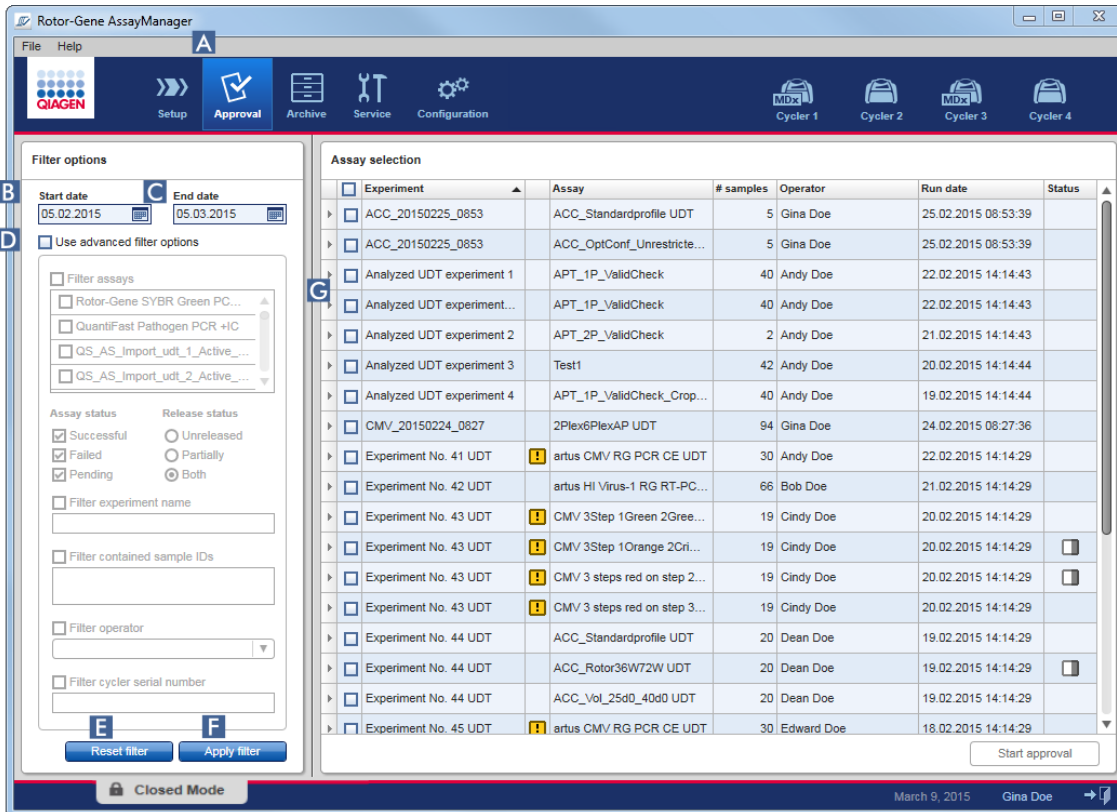 Rotor-Gene AssayManager
File Help
A
QIAGEN
Setup Approval Archive Service Configuration
MDx MDx
Cycler 1 Cycler 2 Cycler 3 Cycler 4
Filter options
B Start date C End date
05.02.2015 05.03.2015
D Use advanced filter options
Filter assays
Rotor-Gene SYBR Green PC...
QuantiFast Pathogen PCR +IC
QS_AS_Import_udt_1_Active_...
QS_AS_Import_udt_2_Active_...
Assay status Release status
Successful Unreleased
Failed Partially
Pending Both
Filter experiment name
Filter contained sample IDs
Filter operator
Filter cycler serial number
E F
Reset filter Apply filter
Assay selection
Experiment Assay # samples Operator Run date Status
ACC_20150225_0853 ACC_Standardprofile UDT 5 Gina Doe 25.02.2015 08:53:39
ACC_20150225_0853 ACC_OptConf_Unrestricte... 5 Gina Doe 25.02.2015 08:53:39
G Analyzed UDT experiment 1 APT_1P_ValidCheck 40 Andy Doe 22.02.2015 14:14:43
Analyzed UDT experiment... APT_1P_ValidCheck 40 Andy Doe 22.02.2015 14:14:43
Analyzed UDT experiment 2 APT_2P_ValidCheck 2 Andy Doe 21.02.2015 14:14:43
Analyzed UDT experiment 3 Test1 42 Andy Doe 20.02.2015 14:14:44
Analyzed UDT experiment 4 APT_1P_ValidCheck_Crop... 40 Andy Doe 19.02.2015 14:14:44
CMV_20150224_0827 2Plex6PlexAP UDT 94 Gina Doe 24.02.2015 08:27:36
Experiment No. 41 UDT ! artus CMV RG PCR CE UDT 30 Andy Doe 22.02.2015 14:14:29
Experiment No. 42 UDT artus HI Virus-1 RG RT-PC... 66 Bob Doe 21.02.2015 14:14:29
Experiment No. 43 UDT ! CMV 3Step 1Green 2Gree... 19 Cindy Doe 20.02.2015 14:14:29
Experiment No. 43 UDT ! CMV 3Step 1Orange 2Cri... 19 Cindy Doe 20.02.2015 14:14:29
Experiment No. 43 UDT ! CMV 3 steps red on step 2... 19 Cindy Doe 20.02.2015 14:14:29
Experiment No. 43 UDT ! CMV 3 steps red on step 3... 19 Cindy Doe 20.02.2015 14:14:29
Experiment No. 44 UDT ACC_Standardprofile UDT 20 Dean Doe 19.02.2015 14:14:29
Experiment No. 44 UDT ACC_Rotor36W72W UDT 20 Dean Doe 19.02.2015 14:14:29
Experiment No. 44 UDT ACC_Vol_25d0_40d0 UDT 20 Dean Doe 19.02.2015 14:14:29
Experiment No. 45 UDT ! artus CMV RG PCR CE UDT 30 Edward Doe 18.02.2015 14:14:29
Start approval
Closed Mode
March 9, 2015 Gina Doe